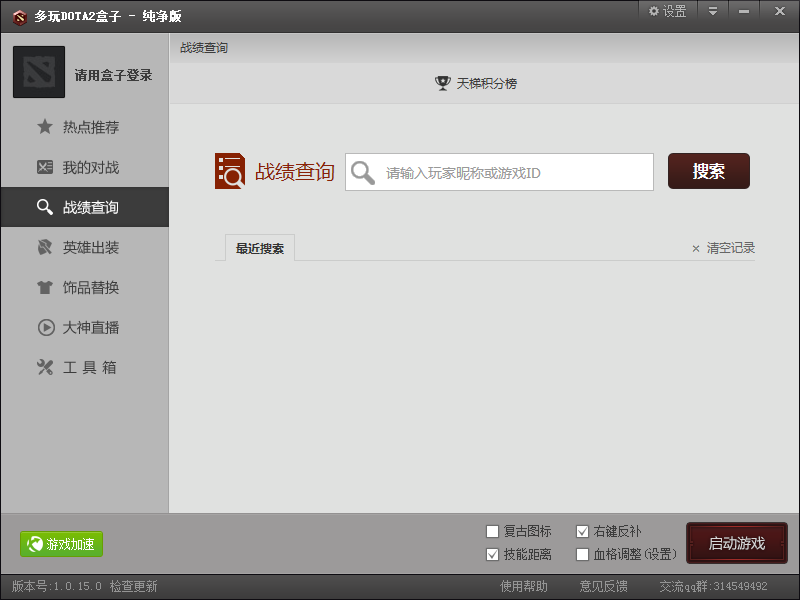 多玩DOTA2盒子 - 纯净版
设置
请用盒子登录
热点推荐
我的对战
战绩查询
英雄出装
饰品替换
大神直播
工具箱
战绩查询
天梯积分榜
战绩查询
请输入玩家昵称或游戏ID
搜索
最近搜索
× 清空记录
游戏加速
复古图标
右键反补
技能距离
血格调整(设置)
启动游戏
版本号:1.0.15.0 检查更新
使用帮助
意见反馈
交流qq群:314549492